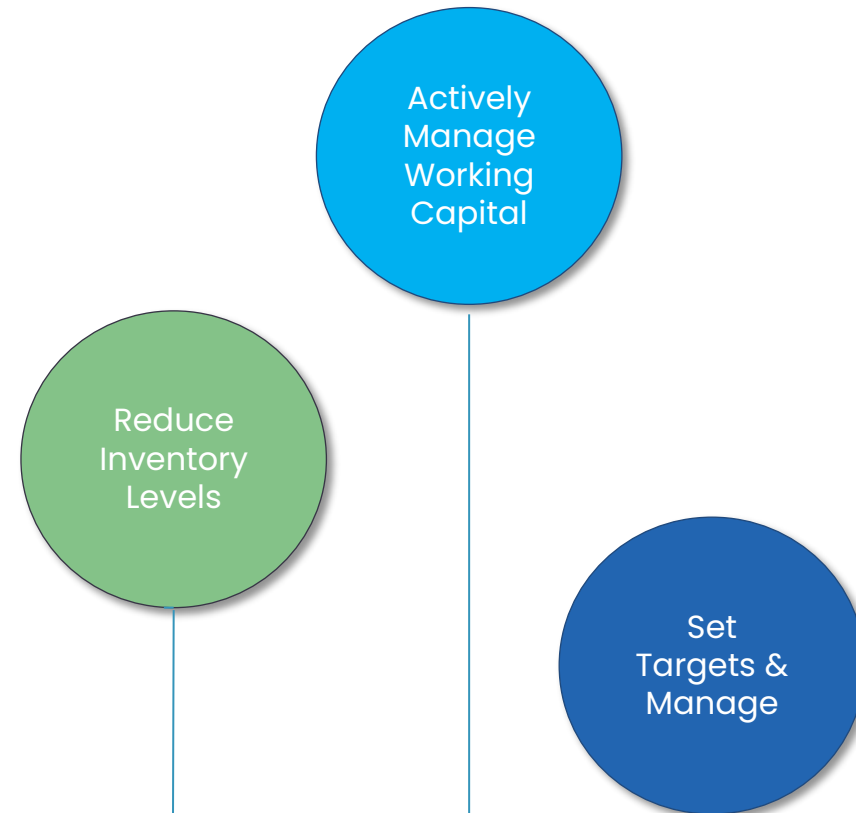 Actively
Manage
Working
Capital
Reduce
Inventory
Levels
Set
Targets &
Manage